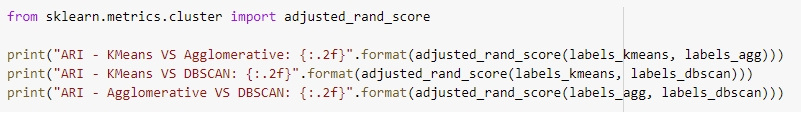 from sklearn.metrics.cluster import adjusted_rand_score

print("ARI - KMeans VS Agglomerative: {:.2f}".format(adjusted_rand_score(labels_kmeans, labels_agg)))
print("ARI - KMeans VS DBSCAN: {:.2f}".format(adjusted_rand_score(labels_kmeans, labels_dbscan)))
print("ARI - Agglomerative VS DBSCAN: {:.2f}".format(adjusted_rand_score(labels_agg, labels_dbscan)))